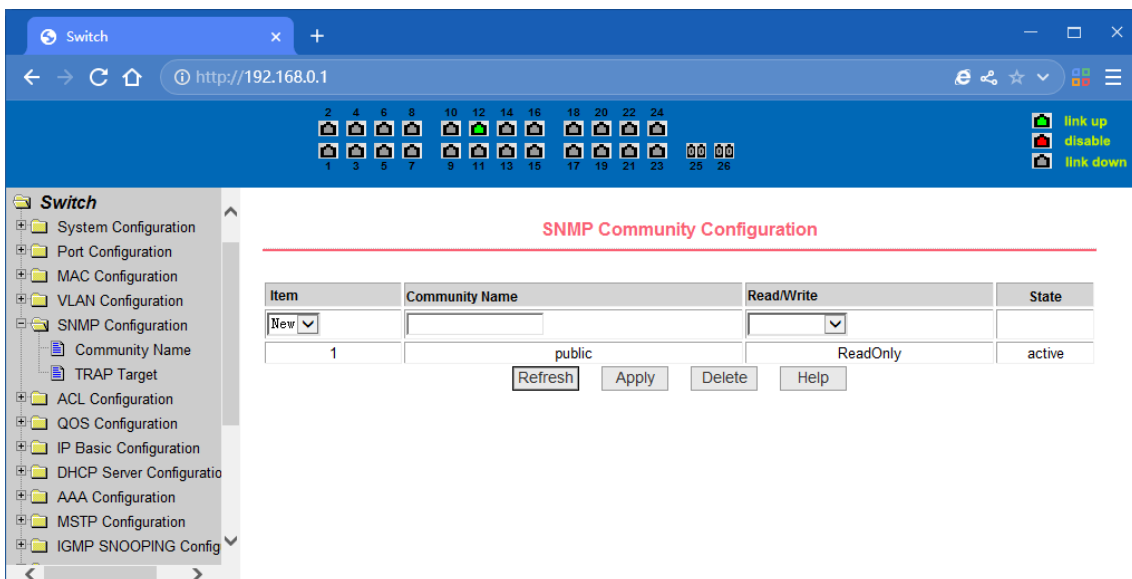 Switch
http://192.168.0.1
2 4 6 8 10 12 14 16 18 20 22 24
1 3 5 7 9 11 13 15 17 19 21 23 25 26
link up
disable
link down
Switch
System Configuration
Port Configuration
MAC Configuration
VLAN Configuration
SNMP Configuration
Community Name
TRAP Target
ACL Configuration
QOS Configuration
IP Basic Configuration
DHCP Server Configuratio
AAA Configuration
MSTP Configuration
IGMP SNOOPING Config
SNMP Community Configuration
Item Community Name Read/Write State
New
1 public ReadOnly active
Refresh Apply Delete Help